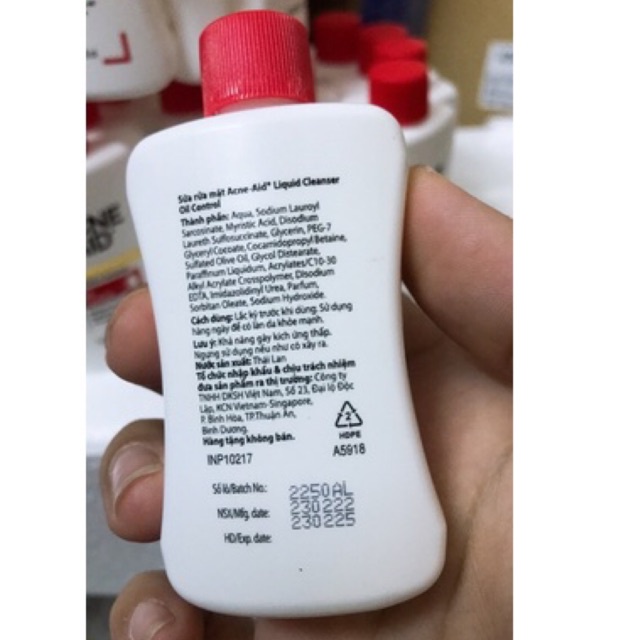 Sữa rửa mặt Acne-Aid* Liquid Cleanser
Oil Control
Thành phần: Aqua, Sodium Lauroyl
Sarcosinate, Myristic Acid, Disodium
Laureth Sulfosuccinate, Glycerin, PEG-7
Glyceryl Cocoate, Cocamidopropyl Betaine,
Sulfated Olive Oil, Glycol Distearate,
Paraffinum Liquidum, Acrylates/C10-30
Alkyl Acrylate Crosspolymer, Disodium
EDTA, Imidazolidinyl Urea, Parfum,
Sorbitan Oleate, Sodium Hydroxide.
Cách dùng: Lắc kỹ trước khi dùng. Sử dụng
hàng ngày để có làn da khỏe mạnh.
Lưu ý: Khả năng gây kích ứng thấp.
Ngưng sử dụng nếu như có xảy ra.
Nước sản xuất: Thái Lan
Tổ chức nhập khẩu & chịu trách nhiệm
đưa sản phẩm ra thị trường: Công ty
TNHH DKSH Việt Nam, Số 23, Đại lộ Độc
Lập, KCN Vietnam-Singapore,
P. Bình Hòa, TP.Thuận An,
Bình Dương.
Hàng tặng không bán.
2
HDPE
INP10217
A5918
Số lô/Batch No.: 2250AL
NSX/Mfg. date: 230222
HD/Exp. date: 230225
NE
AID